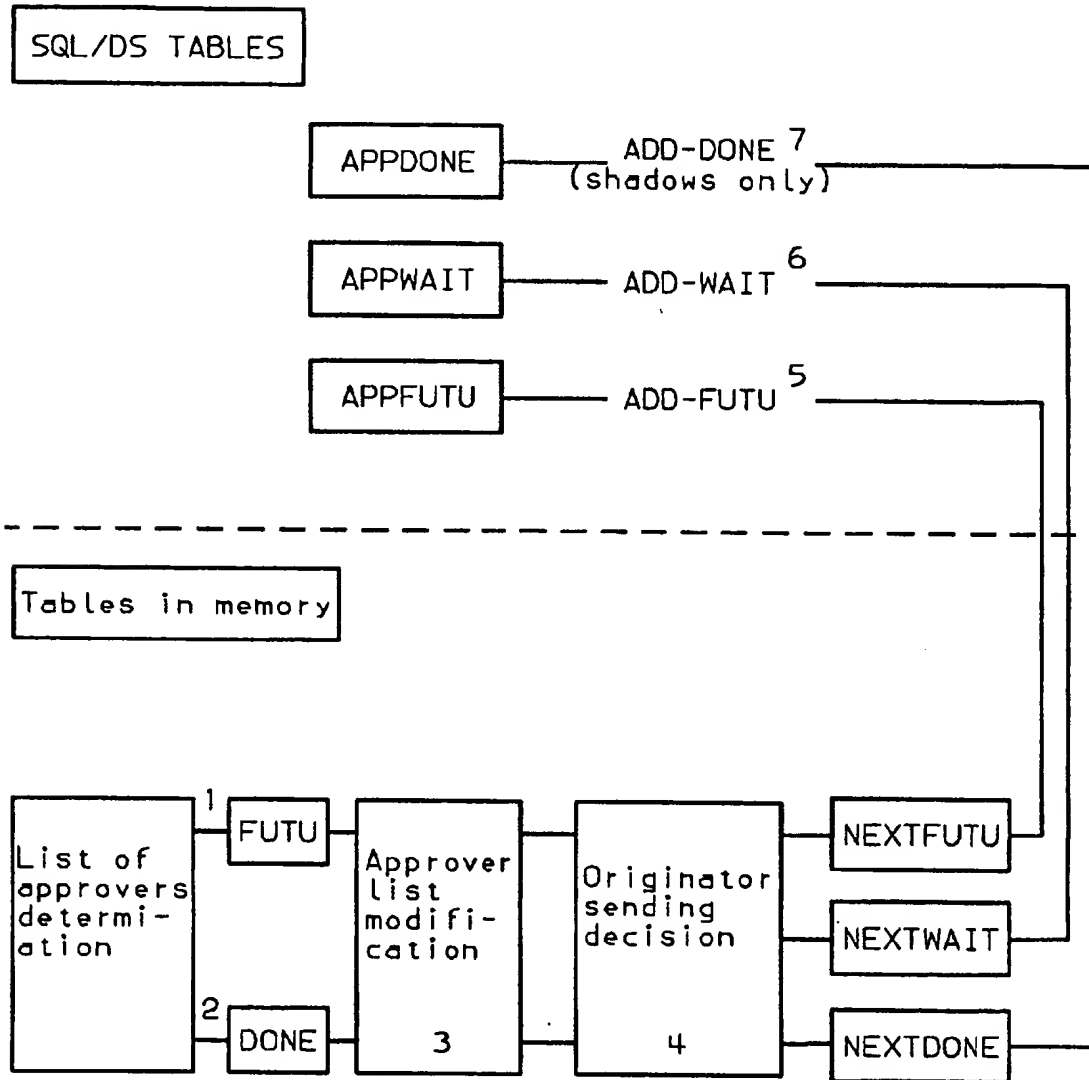 SQL/DS TABLES
APPDONE
ADD-DONE 7
(shadows only)
APPWAIT
ADD-WAIT 6
APPFUTU
ADD-FUTU 5
Tables in memory
List of
approvers
determi-
ation
1
FUTU
2
DONE
Approver
list
modifi-
cation
3
Originator
sending
decision
4
NEXTFUTU
NEXTWAIT
NEXTDONE